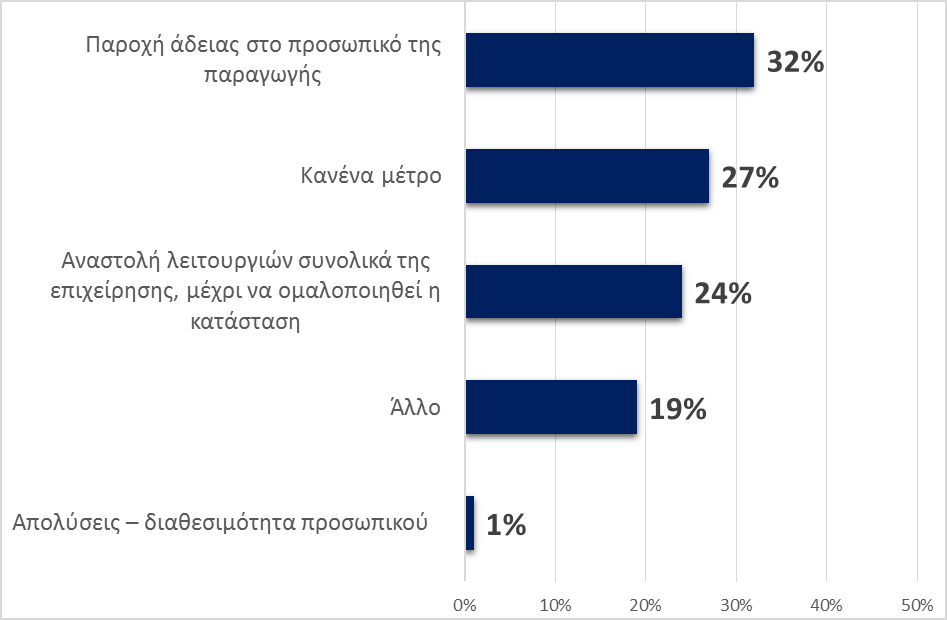 Παροχή άδειας στο προσωπικό της
παραγωγής
32%
Κανένα μέτρο
27%
Αναστολή λειτουργιών συνολικά της
επιχείρησης, μέχρι να ομαλοποιηθεί η
κατάσταση
24%
Άλλο
19%
Απολύσεις – διαθεσιμότητα προσωπικού
1%
0% 10% 20% 30% 40% 50%